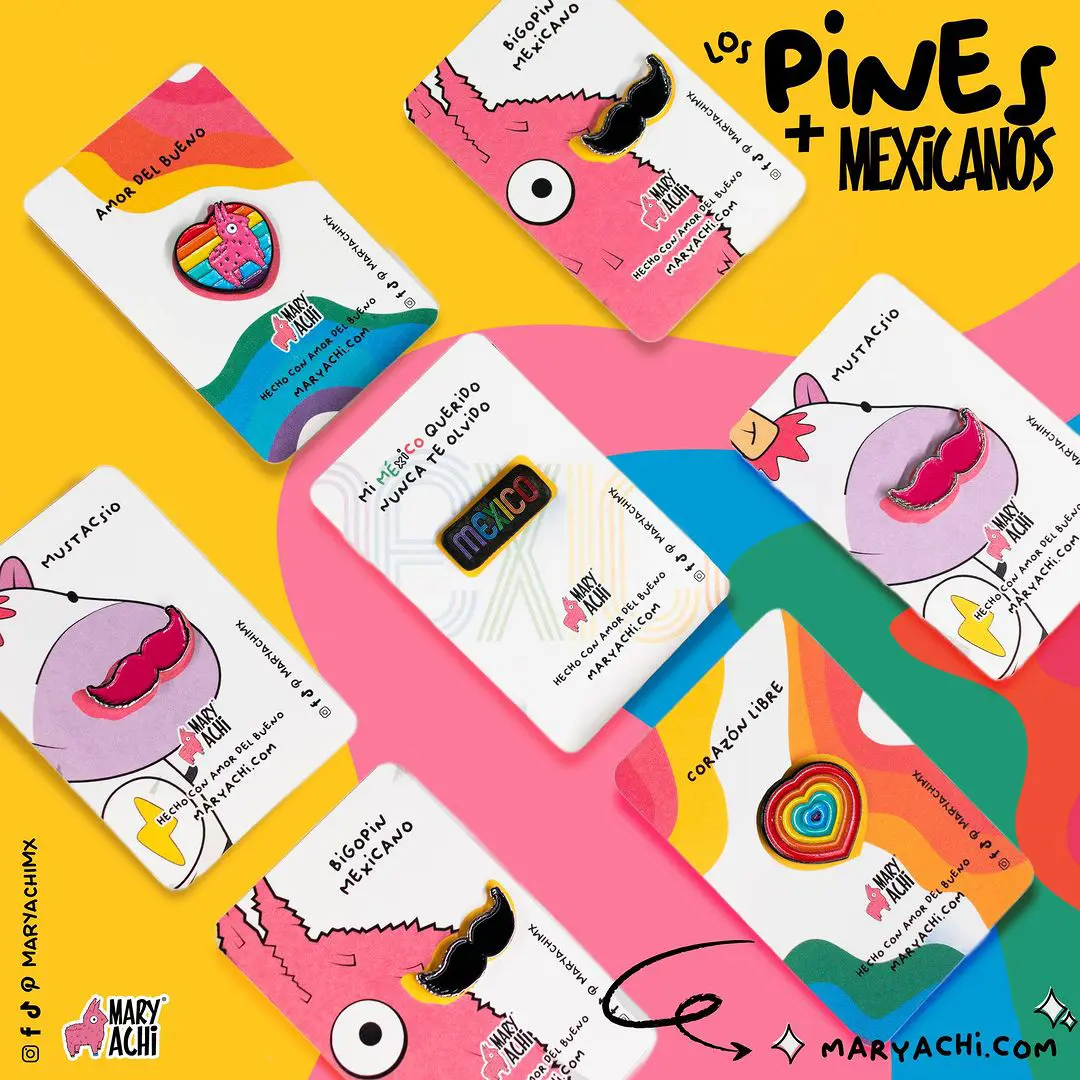 LOS PiNES
+ MEXiCANOS
BiGOPiN
MEXiCANO
MARYACHiMX
MARY
ACHi
HECHO CON AMOR DEL BUENO
MARYACHi.COM
AMOR DEL BUENO
MARYACHiMX
MARY
ACHi
HECHO CON AMOR DEL BUENO
MARYACHi.COM
MUSTACSiO
MARYACHiMX
MARY
ACHi
HECHO CON AMOR DEL BUENO
MARYACHi.COM
Mi MÉXiCO QUERiDO
NUNCA TE OLViDO
MEXICO
MEXICO
MARYACHiMX
MARY
ACHi
HECHO CON AMOR DEL BUENO
MARYACHi.COM
MUSTACSiO
MARYACHiMX
MARY
ACHi
HECHO CON AMOR DEL BUENO
MARYACHi.COM
CORAZÓN LiBRE
MARYACHiMX
MARY
ACHi
HECHO CON AMOR DEL BUENO
MARYACHi.COM
BiGOPiN
MEXiCANO
MARYACHiMX
MARY
ACHi
HECHO CON AMOR DEL BUENO
MARYACHiMX
MARY
ACHi®
MARYACHi.COM